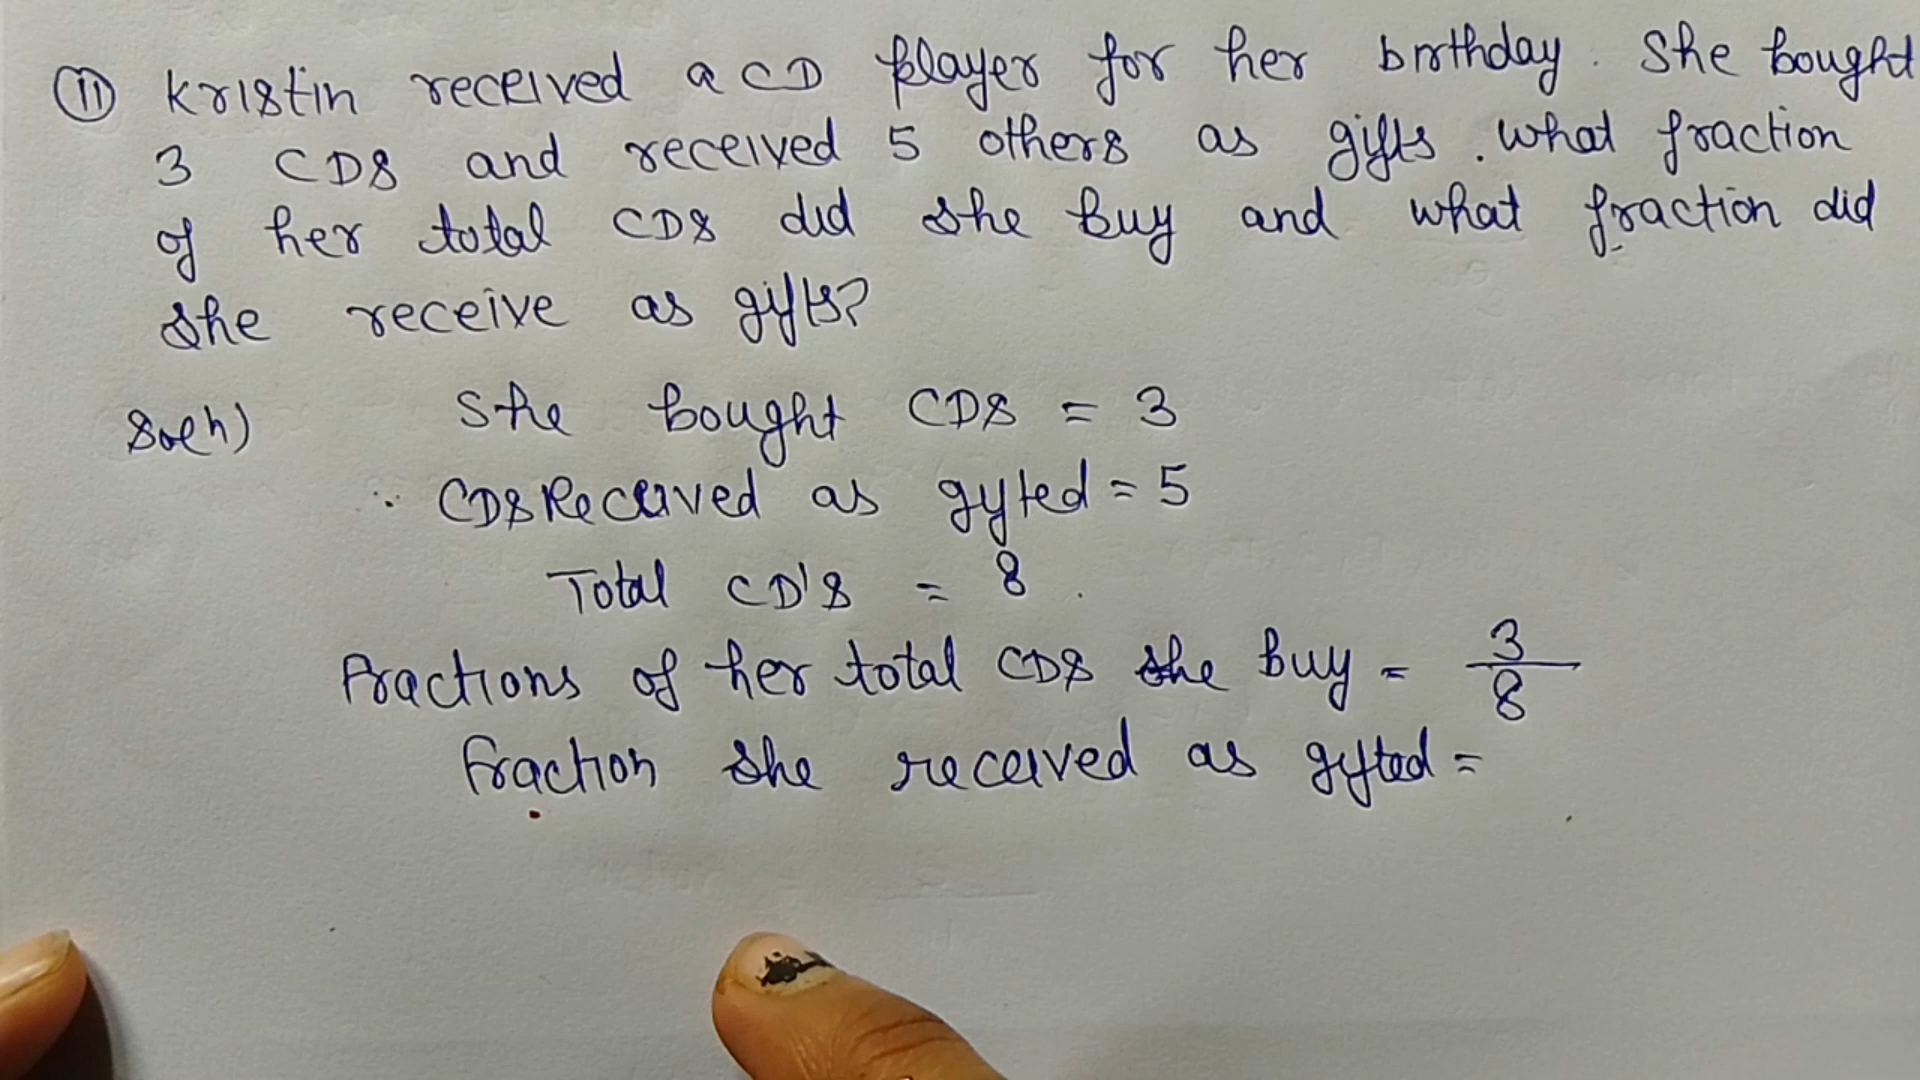 11 Kristin received a CD player for her birthday. She bought
3 CDs and received 5 others as gifts. what fraction
of her total CDs did she buy and what fraction did
she receive as gifts?
Soln) She bought CDs = 3
CDs Received as gifted = 5
Total CD's = 8
Fractions of her total CDs she buy = 3/8
fraction she received as gifted =